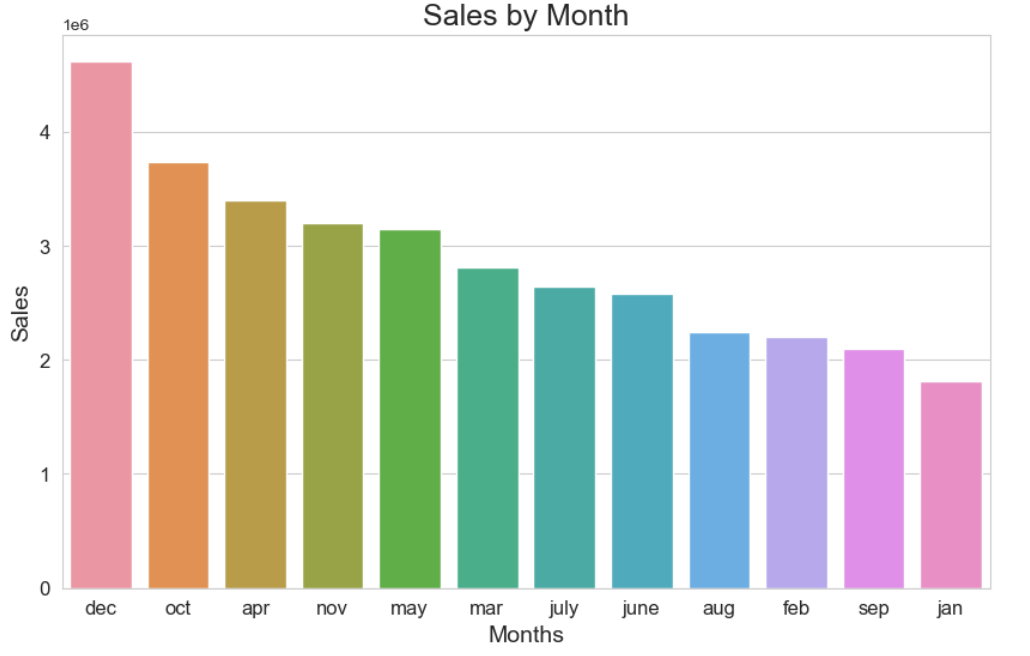 Sales by Month
1e6
4
3
2
1
0
Sales
dec oct apr nov may mar july june aug feb sep jan
Months